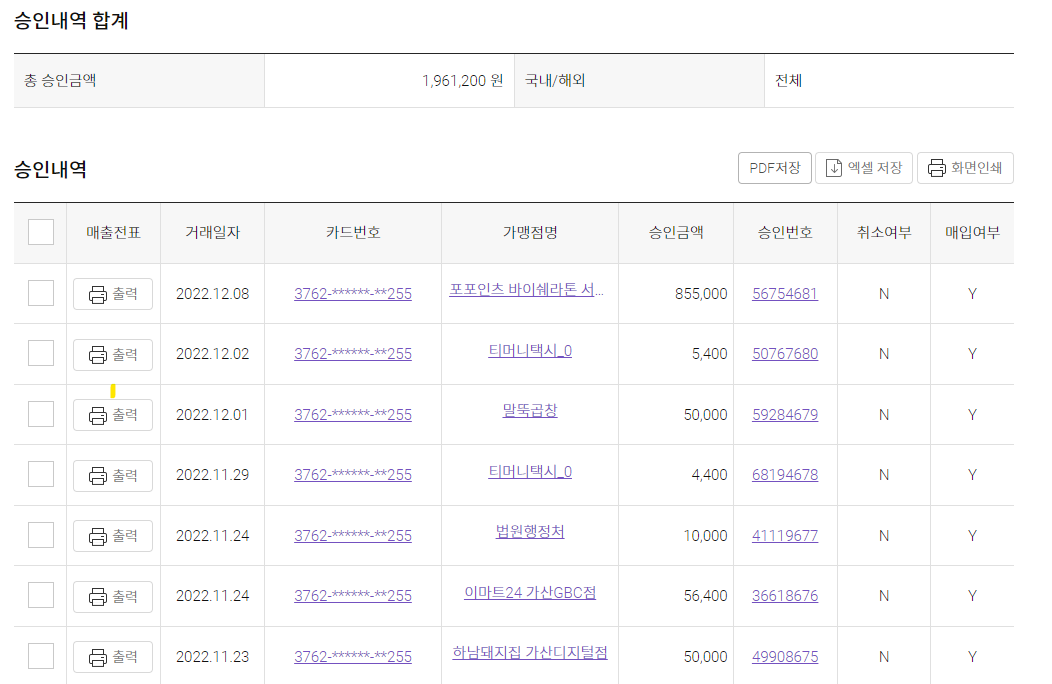 승인내역 합계
총 승인금액 1,961,200 원 국내/해외 전체
승인내역 PDF저장 엑셀 저장 화면인쇄
매출전표 거래일자 카드번호 가맹점명 승인금액 승인번호 취소여부 매입여부
출력 2022.12.08 3762-******-**255 포포인츠 바이쉐라톤 서... 855,000 56754681 N Y
출력 2022.12.02 3762-******-**255 티머니택시_0 5,400 50767680 N Y
출력 2022.12.01 3762-******-**255 말뚝곱창 50,000 59284679 N Y
출력 2022.11.29 3762-******-**255 티머니택시_0 4,400 68194678 N Y
출력 2022.11.24 3762-******-**255 법원행정처 10,000 41119677 N Y
출력 2022.11.24 3762-******-**255 이마트24 가산GBC점 56,400 36618676 N Y
출력 2022.11.23 3762-******-**255 하남돼지집 가산디지털점 50,000 49908675 N Y